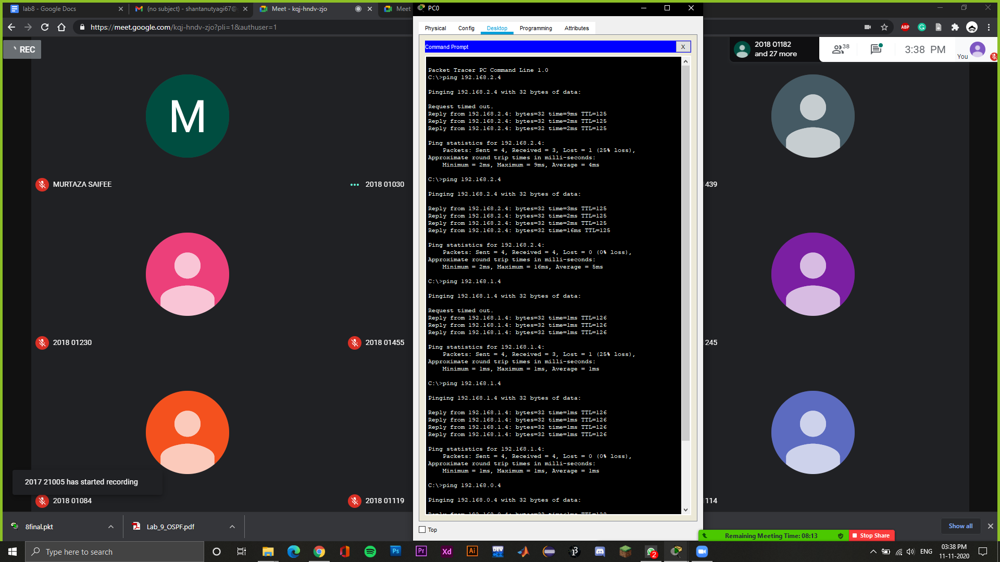 lab8 - Google Docs
(no subject) - shantanutyagi67@
Meet - kqj-hndv-zjo
Meet
PC0
https://meet.google.com/kqj-hndv-zjo?pli=1&authuser=1
ABP
REC
Physical
Config
Desktop
Programming
Attributes
Command Prompt
X
2018 01182
and 27 more
38
3:38 PM
You
M
MURTAZA SAIFEE
2018 01030
439
2018 01230
2018 01455
245
2017 21005 has started recording
2018 01084
2018 01119
114
Packet Tracer PC Command Line 1.0
C:\>ping 192.168.2.4
Pinging 192.168.2.4 with 32 bytes of data:
Request timed out.
Reply from 192.168.2.4: bytes=32 time=9ms TTL=125
Reply from 192.168.2.4: bytes=32 time=2ms TTL=125
Reply from 192.168.2.4: bytes=32 time=2ms TTL=125
Ping statistics for 192.168.2.4:
Packets: Sent = 4, Received = 3, Lost = 1 (25% loss),
Approximate round trip times in milli-seconds:
Minimum = 2ms, Maximum = 9ms, Average = 4ms
C:\>ping 192.168.2.4
Pinging 192.168.2.4 with 32 bytes of data:
Reply from 192.168.2.4: bytes=32 time=3ms TTL=125
Reply from 192.168.2.4: bytes=32 time=2ms TTL=125
Reply from 192.168.2.4: bytes=32 time=2ms TTL=125
Reply from 192.168.2.4: bytes=32 time=16ms TTL=125
Ping statistics for 192.168.2.4:
Packets: Sent = 4, Received = 4, Lost = 0 (0% loss),
Approximate round trip times in milli-seconds:
Minimum = 2ms, Maximum = 16ms, Average = 5ms
C:\>ping 192.168.1.4
Pinging 192.168.1.4 with 32 bytes of data:
Request timed out.
Reply from 192.168.1.4: bytes=32 time=1ms TTL=126
Reply from 192.168.1.4: bytes=32 time=1ms TTL=126
Reply from 192.168.1.4: bytes=32 time=1ms TTL=126
Ping statistics for 192.168.1.4:
Packets: Sent = 4, Received = 3, Lost = 1 (25% loss),
Approximate round trip times in milli-seconds:
Minimum = 1ms, Maximum = 1ms, Average = 1ms
C:\>ping 192.168.1.4
Pinging 192.168.1.4 with 32 bytes of data:
Reply from 192.168.1.4: bytes=32 time=1ms TTL=126
Reply from 192.168.1.4: bytes=32 time=1ms TTL=126
Reply from 192.168.1.4: bytes=32 time=1ms TTL=126
Reply from 192.168.1.4: bytes=32 time=1ms TTL=126
Ping statistics for 192.168.1.4:
Packets: Sent = 4, Received = 4, Lost = 0 (0% loss),
Approximate round trip times in milli-seconds:
Minimum = 1ms, Maximum = 1ms, Average = 1ms
C:\>ping 192.168.0.4
Pinging 192.168.0.4 with 32 bytes of data:
Top
8final.pkt
Lab_9_OSPF.pdf
Show all
Remaining Meeting Time: 08:13
Stop Share
Type here to search
Ps
Pr
Xd
Ai
DEV
2
ENG
03:38 PM
11-11-2020